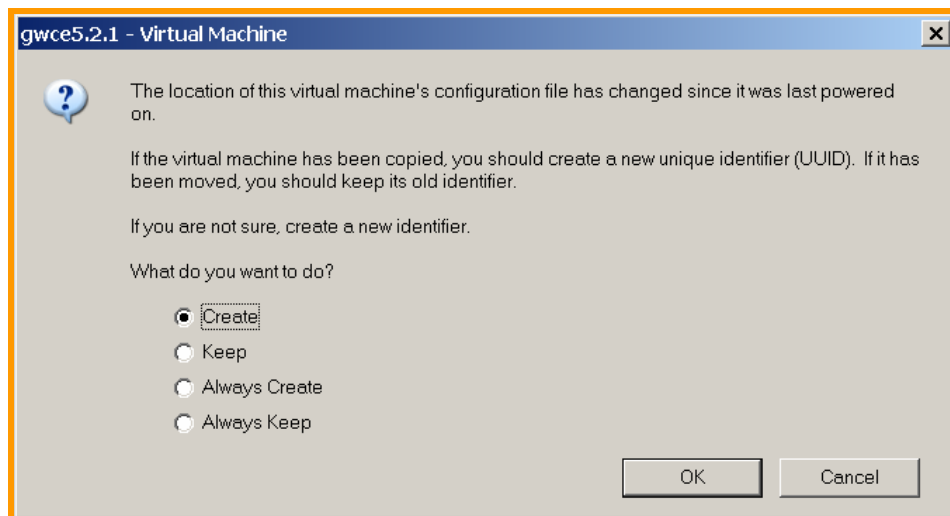 gwce5.2.1 - Virtual Machine
The location of this virtual machine's configuration file has changed since it was last powered
on.
If the virtual machine has been copied, you should create a new unique identifier (UUID). If it has
been moved, you should keep its old identifier.
If you are not sure, create a new identifier.
What do you want to do?
Create
Keep
Always Create
Always Keep
OK
Cancel